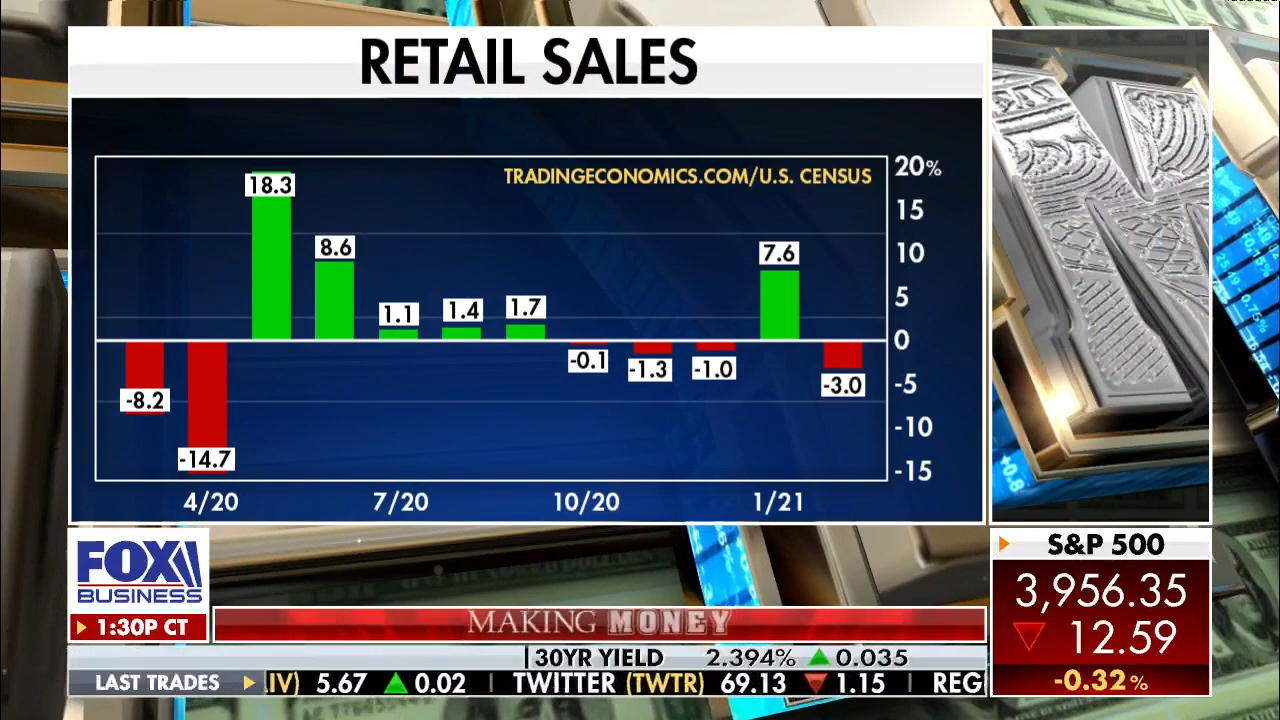 RETAIL SALES
TRADINGECONOMICS.COM/U.S. CENSUS
20%
15
10
5
0
-5
-10
-15
-8.2
-14.7
18.3
8.6
1.1
1.4
1.7
-0.1
-1.3
-1.0
7.6
-3.0
4/20 7/20 10/20 1/21
FOX
BUSINESS
1:30P CT
MAKING MONEY
S&P 500
3,956.35
12.59
-0.32%
30YR YIELD 2.394% 0.035
LAST TRADES IV) 5.67 0.02 TWITTER (TWTR) 69.13 1.15 REG